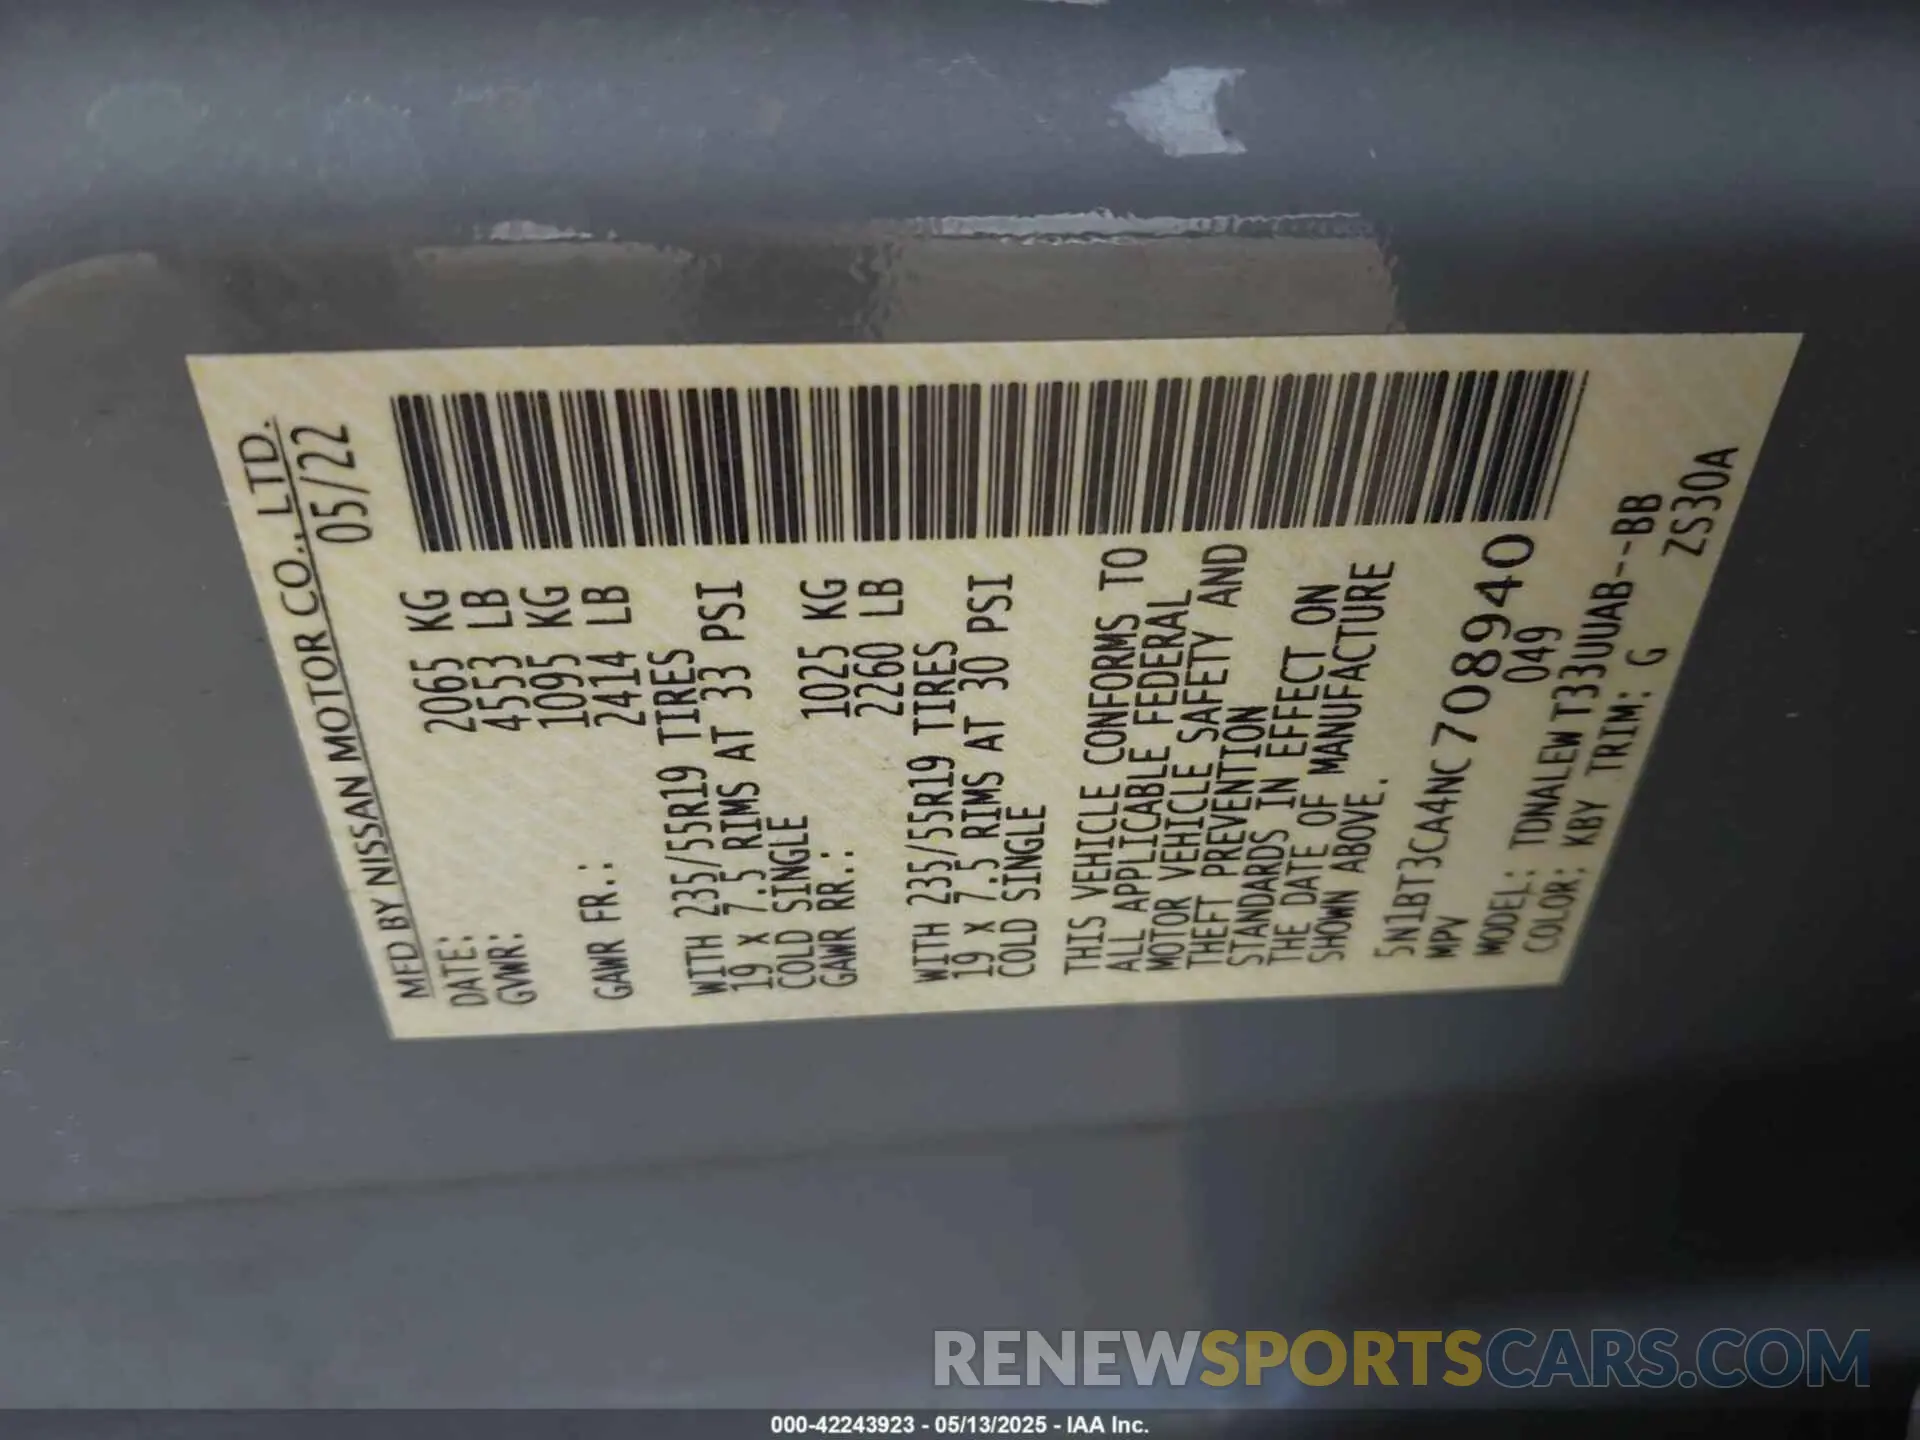 MFD BY NISSAN MOTOR CO., LTD.
DATE: 05/22
GVWR: 2065 KG
4553 LB
GAWR FR.: 1095 KG
2414 LB
WITH 235/55R19 TIRES
19 X 7.5 RIMS AT 33 PSI
COLD SINGLE
GAWR RR.: 1025 KG
2260 LB
WITH 235/55R19 TIRES
19 X 7.5 RIMS AT 30 PSI
COLD SINGLE
THIS VEHICLE CONFORMS TO
ALL APPLICABLE FEDERAL
MOTOR VEHICLE SAFETY AND
THEFT PREVENTION
STANDARDS IN EFFECT ON
THE DATE OF MANUFACTURE
SHOWN ABOVE.
5N1BT3CA4NC708940
MPV 049
MODEL: TDNALEWT33UUAB--BB
COLOR: KBY TRIM: G ZS30A
RENEWSPORTSCARS.COM
000-42243923 - 05/13/2025 - IAA Inc.